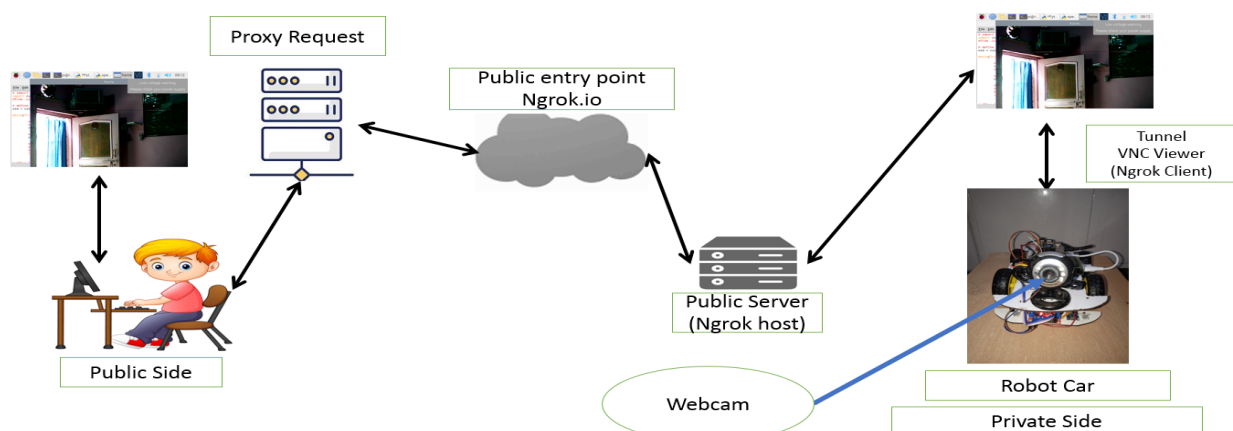 Proxy Request
Public entry point
Ngrok.io
Tunnel
VNC Viewer
(Ngrok Client)
Public Server
(Ngrok host)
Public Side
Webcam
Robot Car
Private Side